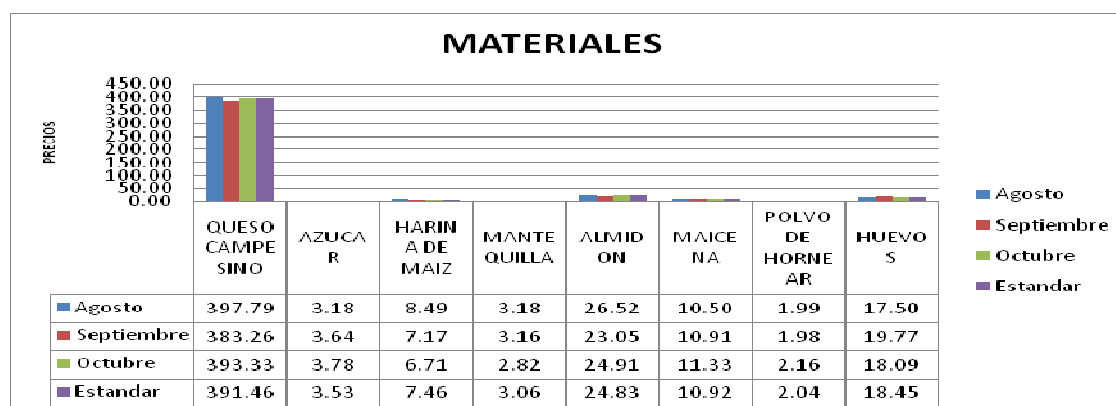 MATERIALES
PRECIOS
450.00
400.00
350.00
300.00
250.00
200.00
150.00
100.00
50.00
0.00
QUESO CAMPE SINO
AZUCA R
HARIN A DE MAIZ
MANTE QUILLA
ALMID ON
MAICE NA
POLVO DE HORNE AR
HUEVO S
Agosto 397.79 3.18 8.49 3.18 26.52 10.50 1.99 17.50
Septiembre 383.26 3.64 7.17 3.16 23.05 10.91 1.98 19.77
Octubre 393.33 3.78 6.71 2.82 24.91 11.33 2.16 18.09
Estandar 391.46 3.53 7.46 3.06 24.83 10.92 2.04 18.45
Agosto
Septiembre
Octubre
Estandar